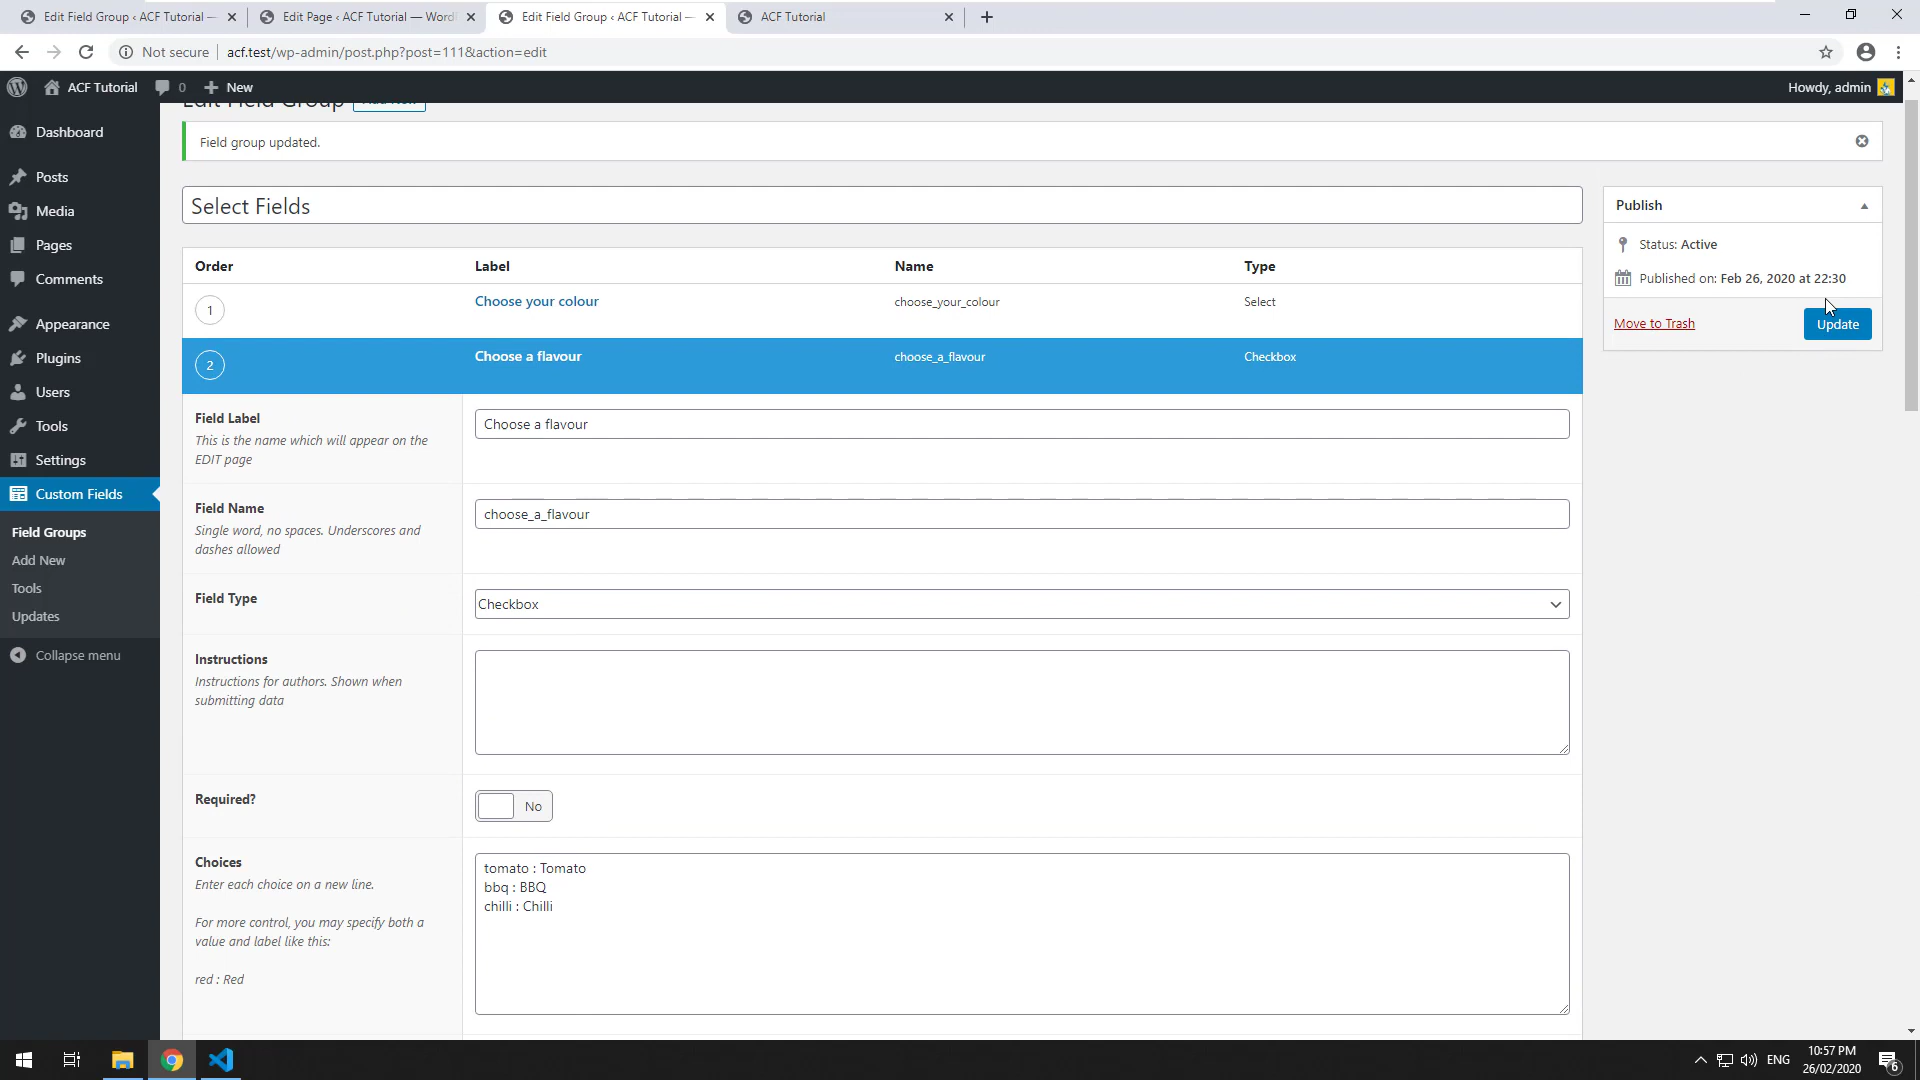 Edit Field Group ‹ ACF Tutorial —
Edit Page ‹ ACF Tutorial — Word
Edit Field Group ‹ ACF Tutorial —
ACF Tutorial
Not secure
acf.test/wp-admin/post.php?post=111&action=edit
ACF Tutorial
0
New
Howdy, admin
Edit Field Group
Add New
Dashboard
Posts
Media
Pages
Comments
Appearance
Plugins
Users
Tools
Settings
Custom Fields
Field Groups
Add New
Tools
Updates
Collapse menu
Field group updated.
Select Fields
Order Label Name Type
1 Choose your colour choose_your_colour Select
2 Choose a flavour choose_a_flavour Checkbox
Field Label
This is the name which will appear on the
EDIT page
Choose a flavour
Field Name
Single word, no spaces. Underscores and
dashes allowed
choose_a_flavour
Field Type
Checkbox
Instructions
Instructions for authors. Shown when
submitting data
Required?
No
Choices
Enter each choice on a new line.
For more control, you may specify both a
value and label like this:
red : Red
tomato : Tomato
bbq : BBQ
chilli : Chilli
Publish
Status: Active
Published on: Feb 26, 2020 at 22:30
Move to Trash
Update
ENG
10:57 PM
26/02/2020
6